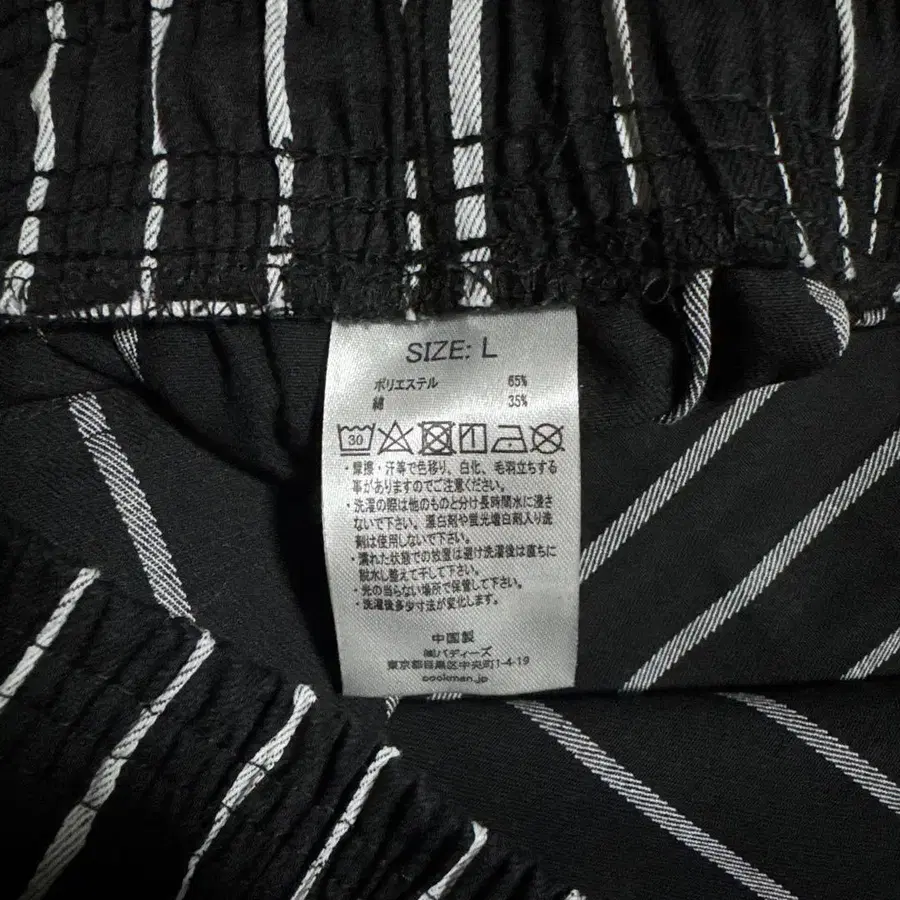 SIZE: L
ポリエステル 65%
綿 35%
30
・摩擦・汗等で色移り、白化、毛羽立ちする
事がありますのでご注意ください。
・洗濯の際は他のものと分け長時間水に浸さ
ないで下さい。漂白剤や蛍光増白剤入り洗
剤は使用しないで下さい。
・濡れた状態での放置は避け洗濯後は直ちに
脱水し整えて干して下さい。
・光の当らない場所で保管して下さい。
・洗濯後多少寸法が変化します。
中国製
㈱バディーズ
東京都目黒区中央町1-4-19
cookman.jp